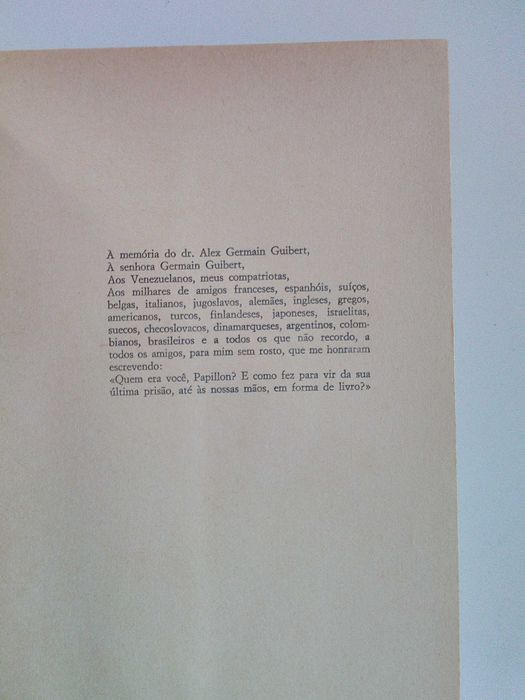 À memória do dr. Alex Germain Guibert,
À senhora Germain Guibert,
Aos Venezuelanos, meus compatriotas,
Aos milhares de amigos franceses, espanhóis, suíços,
belgas, italianos, jugoslavos, alemães, ingleses, gregos,
americanos, turcos, finlandeses, japoneses, israelitas,
suecos, checoslovacos, dinamarqueses, argentinos, colom-
bianos, brasileiros e a todos os que não recordo, a
todos os amigos, para mim sem rosto, que me honraram
escrevendo:
«Quem era você, Papillon? E como fez para vir da sua
última prisão, até às nossas mãos, em forma de livro?»